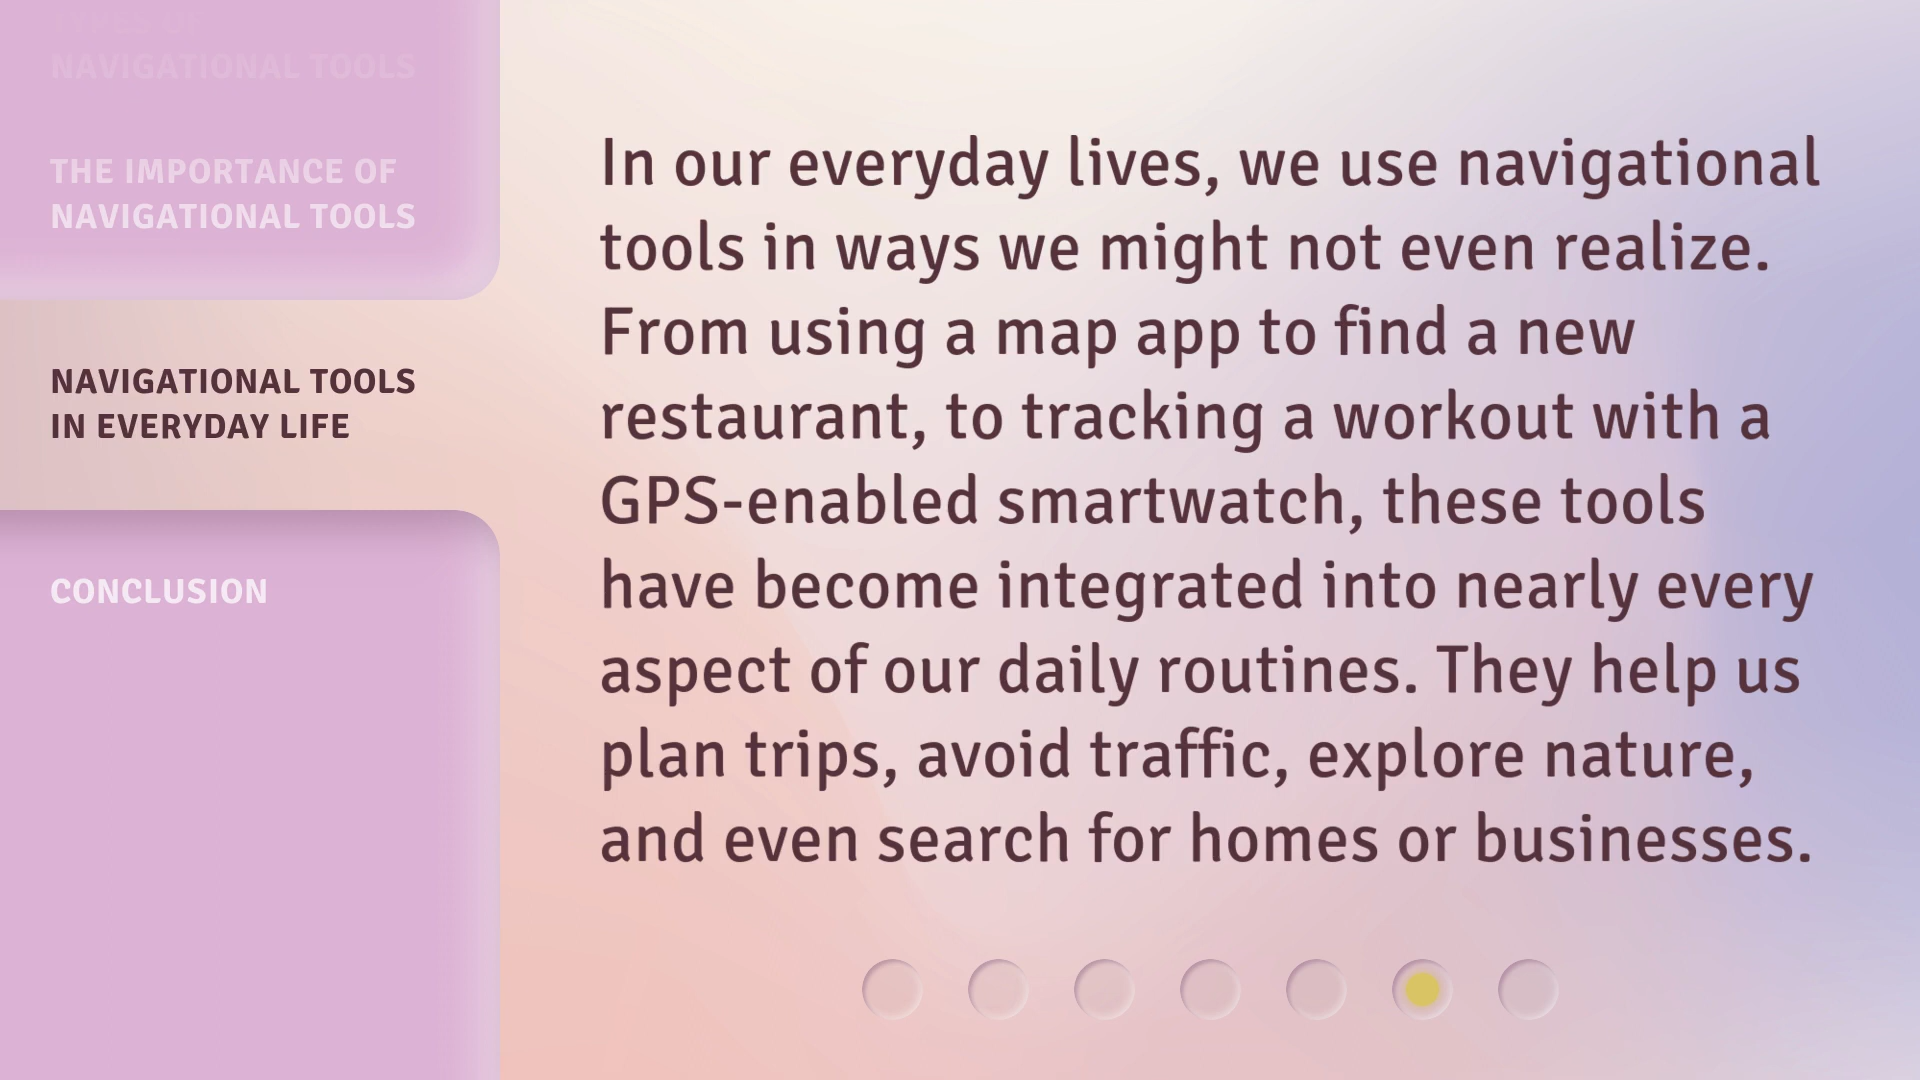 NAVIGATIONAL TOOLS
THE IMPORTANCE OF
NAVIGATIONAL TOOLS
NAVIGATIONAL TOOLS
IN EVERYDAY LIFE
CONCLUSION
In our everyday lives, we use navigational
tools in ways we might not even realize.
From using a map app to find a new
restaurant, to tracking a workout with a
GPS-enabled smartwatch, these tools
have become integrated into nearly every
aspect of our daily routines. They help us
plan trips, avoid traffic, explore nature,
and even search for homes or businesses.